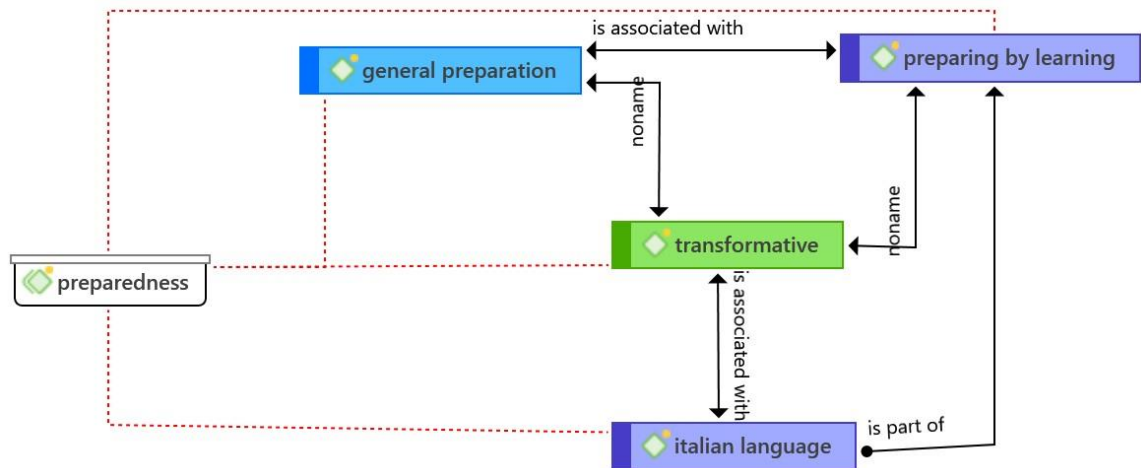 is associated with
general preparation
preparing by learning
noname
noname
transformative
preparedness
is associated with
italian language
is part of